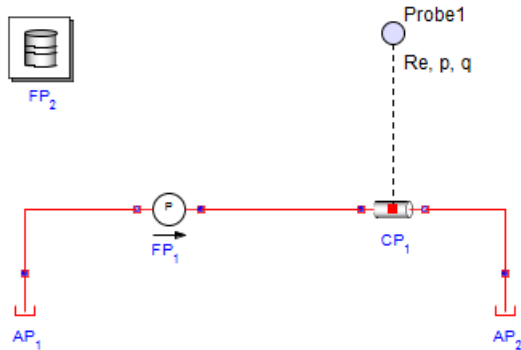 Probe1
Re, p, q
FP2
P
FP1
CP1
AP1
AP2